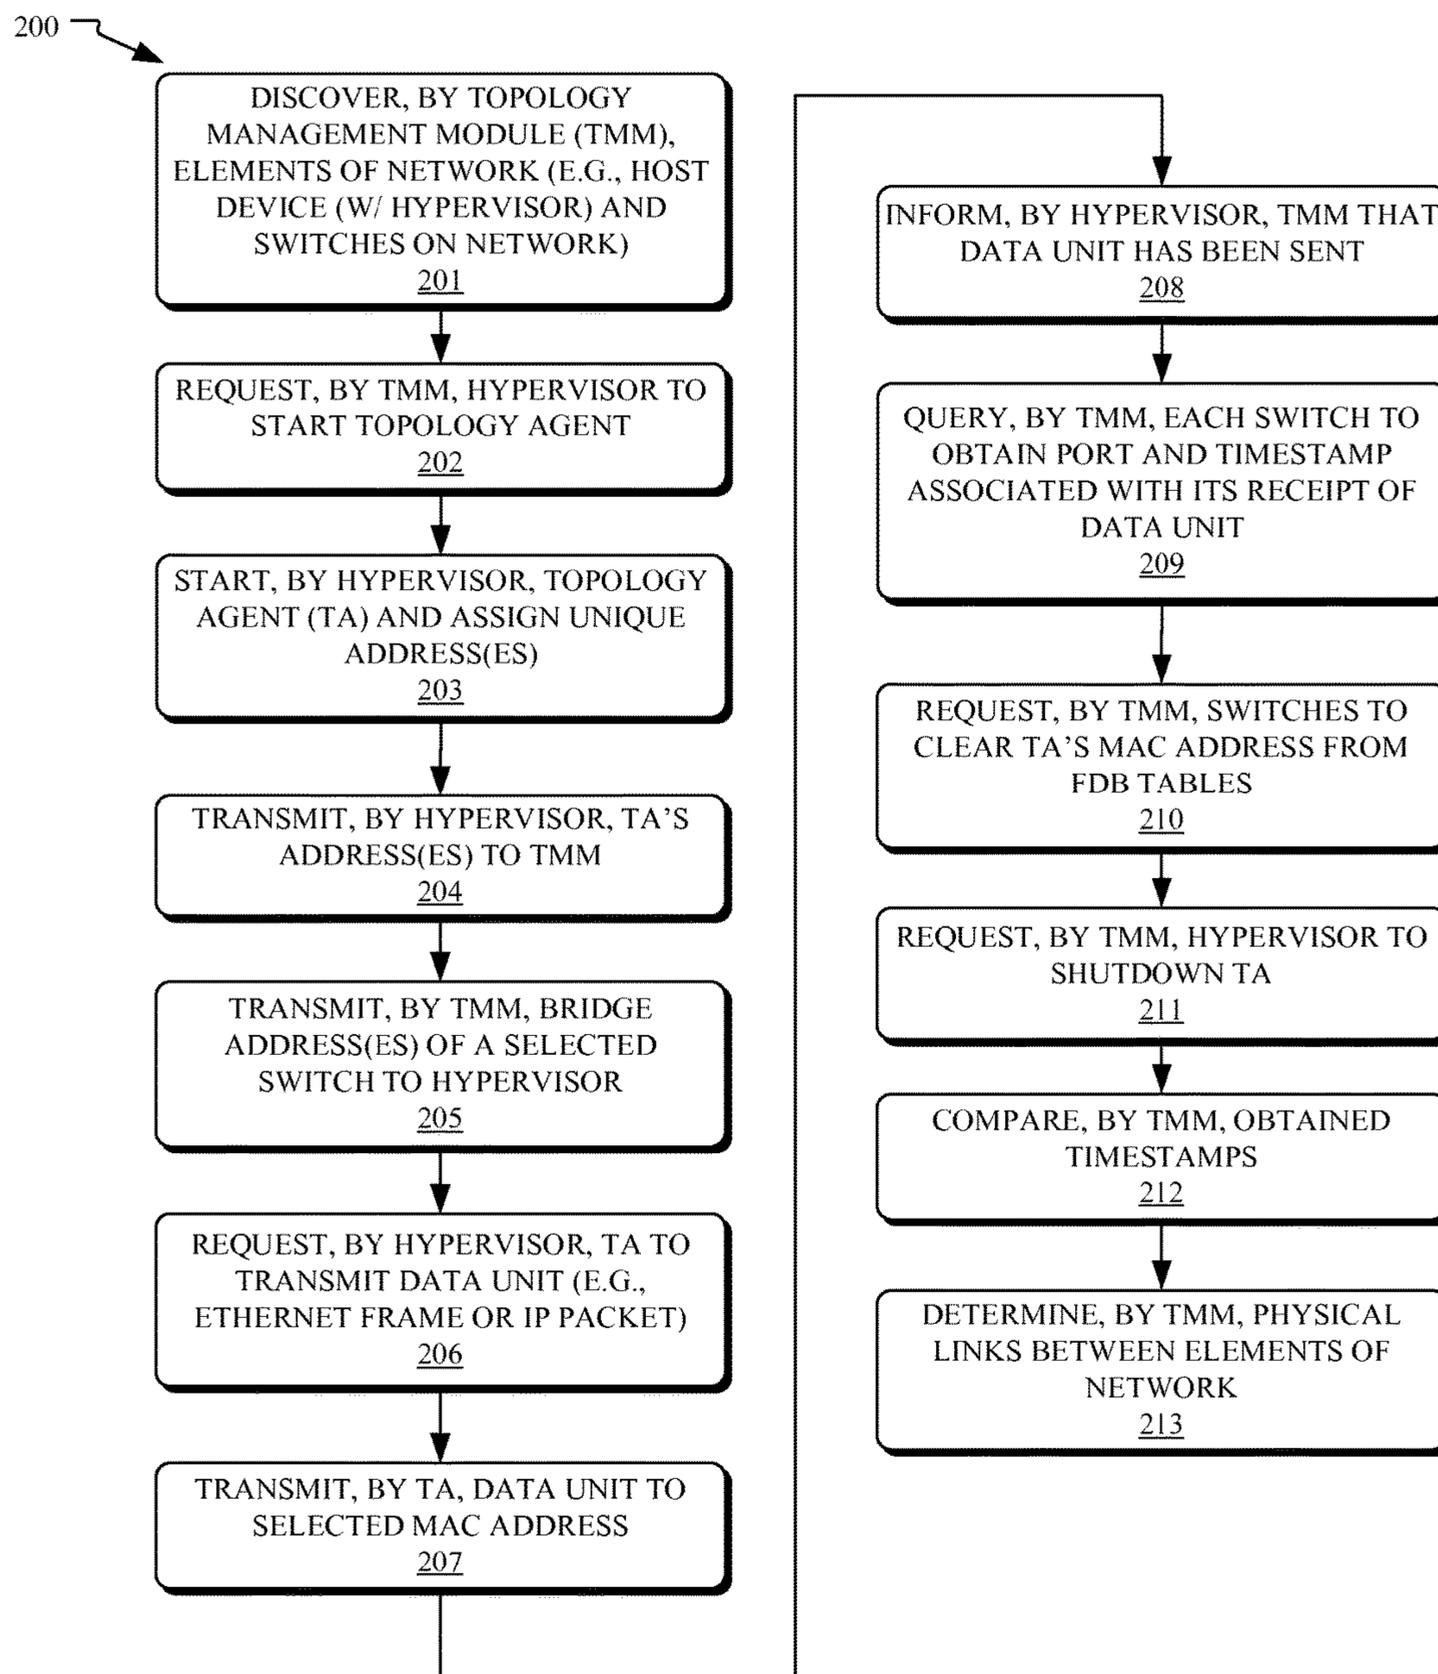 200
DISCOVER, BY TOPOLOGY
MANAGEMENT MODULE (TMM),
ELEMENTS OF NETWORK (E.G., HOST
DEVICE (W/ HYPERVISOR) AND
SWITCHES ON NETWORK)
201
REQUEST, BY TMM, HYPERVISOR TO
START TOPOLOGY AGENT
202
START, BY HYPERVISOR, TOPOLOGY
AGENT (TA) AND ASSIGN UNIQUE
ADDRESS(ES)
203
TRANSMIT, BY HYPERVISOR, TA'S
ADDRESS(ES) TO TMM
204
TRANSMIT, BY TMM, BRIDGE
ADDRESS(ES) OF A SELECTED
SWITCH TO HYPERVISOR
205
REQUEST, BY HYPERVISOR, TA TO
TRANSMIT DATA UNIT (E.G.,
ETHERNET FRAME OR IP PACKET)
206
TRANSMIT, BY TA, DATA UNIT TO
SELECTED MAC ADDRESS
207
INFORM, BY HYPERVISOR, TMM THAT
DATA UNIT HAS BEEN SENT
208
QUERY, BY TMM, EACH SWITCH TO
OBTAIN PORT AND TIMESTAMP
ASSOCIATED WITH ITS RECEIPT OF
DATA UNIT
209
REQUEST, BY TMM, SWITCHES TO
CLEAR TA'S MAC ADDRESS FROM
FDB TABLES
210
REQUEST, BY TMM, HYPERVISOR TO
SHUTDOWN TA
211
COMPARE, BY TMM, OBTAINED
TIMESTAMPS
212
DETERMINE, BY TMM, PHYSICAL
LINKS BETWEEN ELEMENTS OF
NETWORK
213